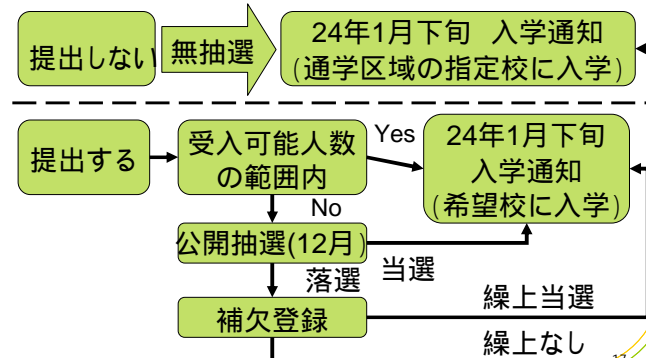 提出しない
無抽選
24年1月下旬 入学通知
(通学区域の指定校に入学)
提出する
受入可能人数
の範囲内
Yes
24年1月下旬
入学通知
(希望校に入学)
No
公開抽選(12月)
当選
落選
補欠登録
繰上当選
繰上なし
17